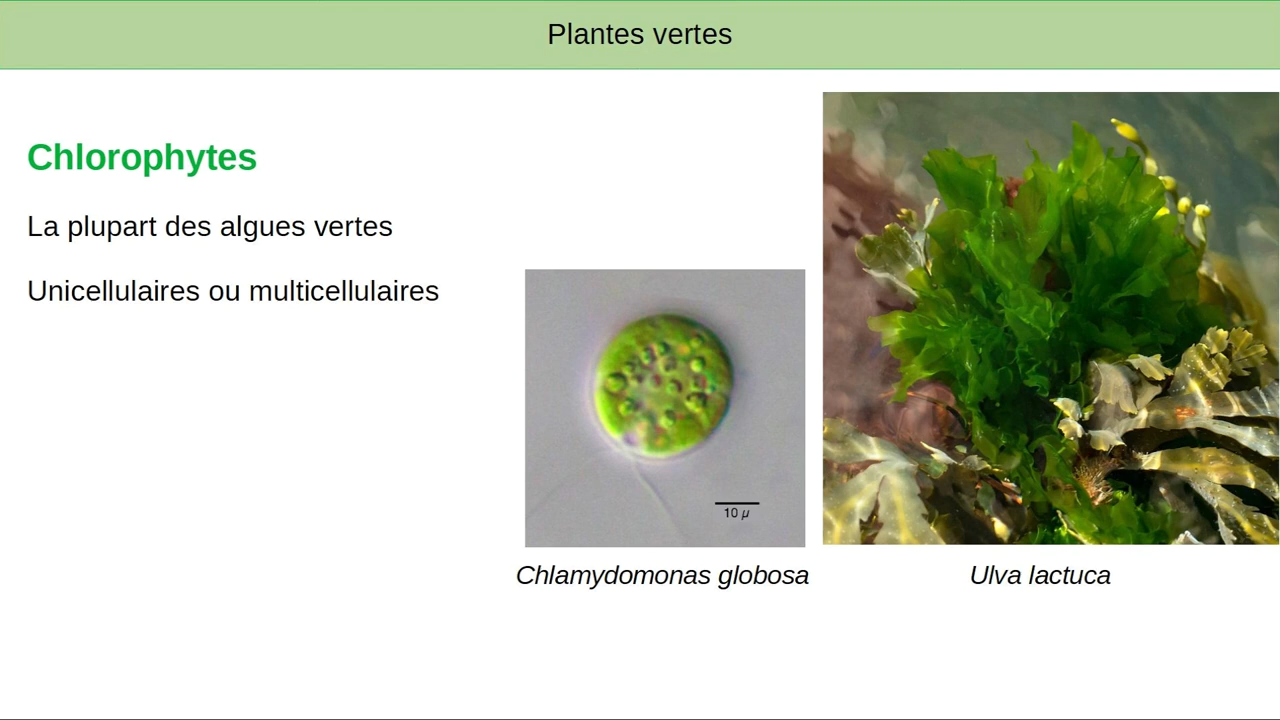 Plantes vertes
Chlorophytes
La plupart des algues vertes
Unicellulaires ou multicellulaires
10 µ
Chlamydomonas globosa
Ulva lactuca